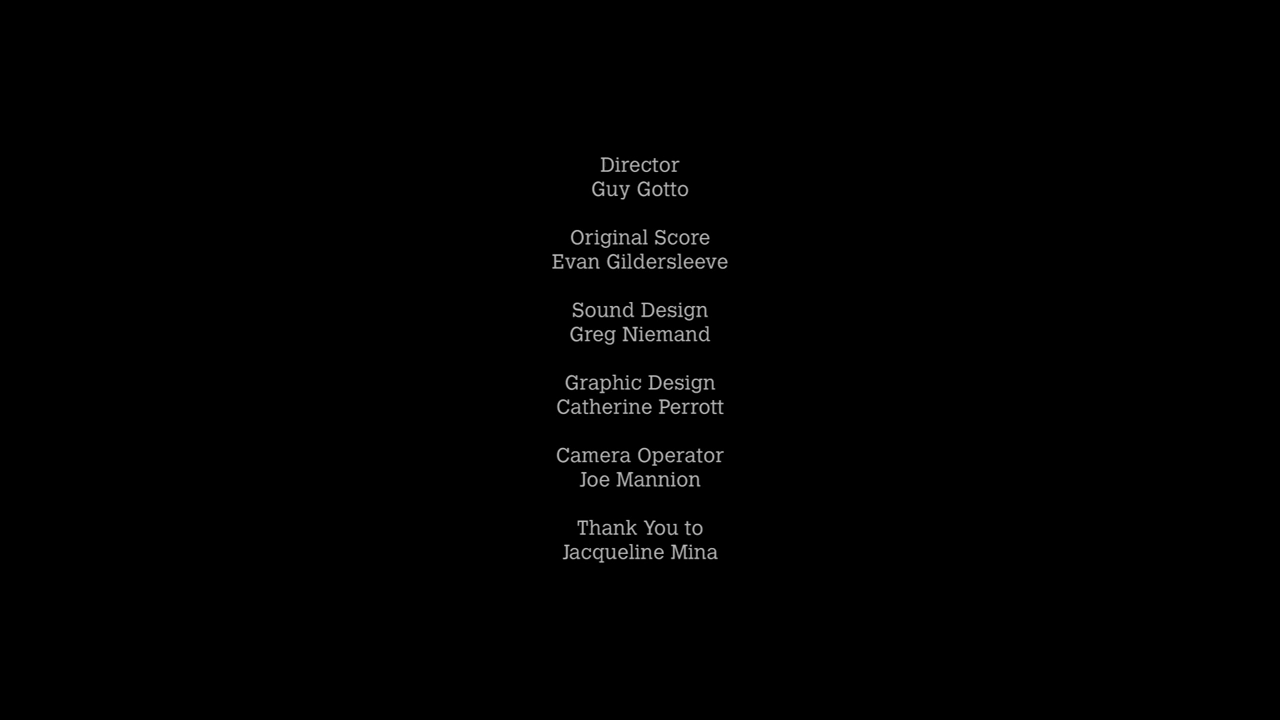 Director
Guy Gotto
Original Score
Evan Gildersleeve
Sound Design
Greg Niemand
Graphic Design
Catherine Perrott
Camera Operator
Joe Mannion
Thank You to
Jacqueline Mina